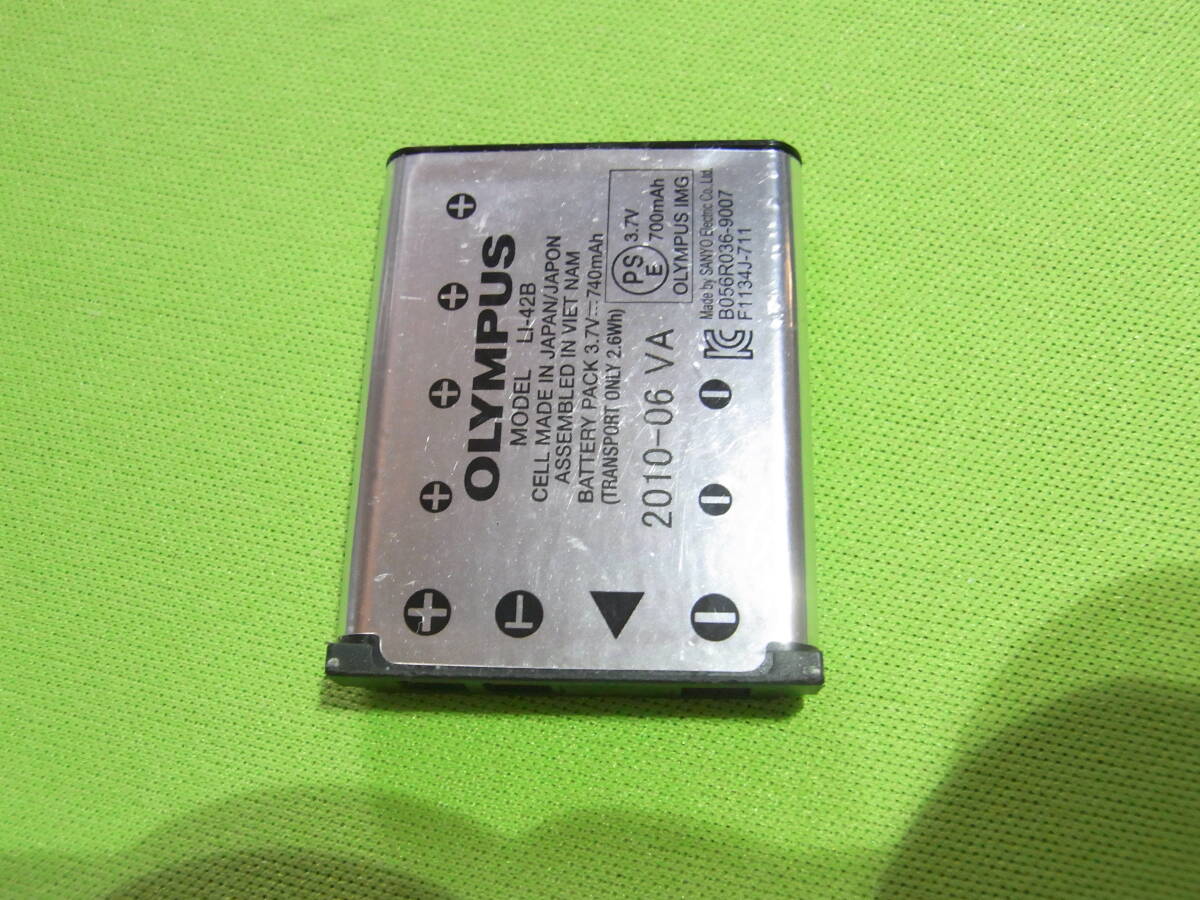 OLYMPUS
MODEL LI-42B
CELL MADE IN JAPAN/JAPON
ASSEMBLED IN VIET NAM
BATTERY PACK 3.7V⎓740mAh
(TRANSPORT ONLY 2.6Wh)
PS E 3.7V
700mAh
OLYMPUS IMG
2010-06 VA
Made by SANYO Electric Co. Ltd.
B056R036-9007
F1134J-711
T